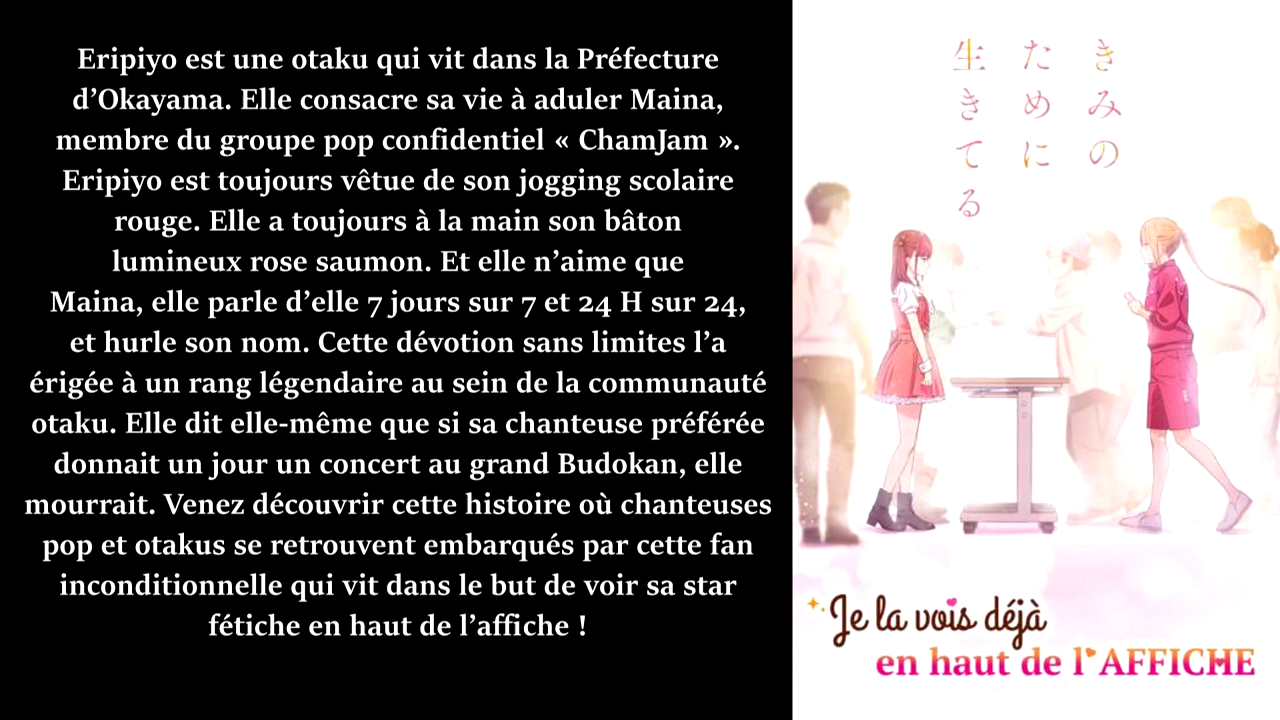 Eripiyo est une otaku qui vit dans la Préfecture
d’Okayama. Elle consacre sa vie à aduler Maina,
membre du groupe pop confidentiel « ChamJam ».
Eripiyo est toujours vêtue de son jogging scolaire
rouge. Elle a toujours à la main son bâton
lumineux rose saumon. Et elle n’aime que
Maina, elle parle d’elle 7 jours sur 7 et 24 H sur 24,
et hurle son nom. Cette dévotion sans limites l’a
érigée à un rang légendaire au sein de la communauté
otaku. Elle dit elle-même que si sa chanteuse préférée
donnait un jour un concert au grand Budokan, elle
mourrait. Venez découvrir cette histoire où chanteuses
pop et otakus se retrouvent embarqués par cette fan
inconditionnelle qui vit dans le but de voir sa star
fétiche en haut de l’affiche !
きみの
ために
生きてる
Je la vois déjà
en haut de l’AFFICHE